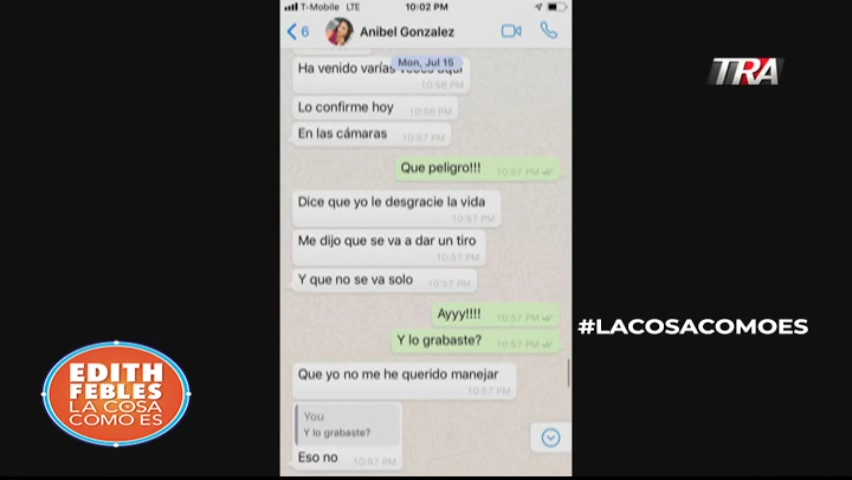 T-Mobile LTE 10:02 PM
6 Anibel Gonzalez
TRA
Mon, Jul 15
Ha venido varías veces aquí
10:56 PM
Lo confirme hoy 10:56 PM
En las cámaras 10:57 PM
Que peligro!!! 10:57 PM
Dice que yo le desgracie la vida
10:57 PM
Me dijo que se va a dar un tiro
10:57 PM
Y que no se va solo 10:57 PM
Ayyy!!!! 10:57 PM
#LACOSACOMOES
Y lo grabaste? 10:57 PM
Que yo no me he querido manejar
10:57 PM
You
Y lo grabaste?
Eso no 10:57 PM
EDITH
FEBLES
LA COSA
COMO ES